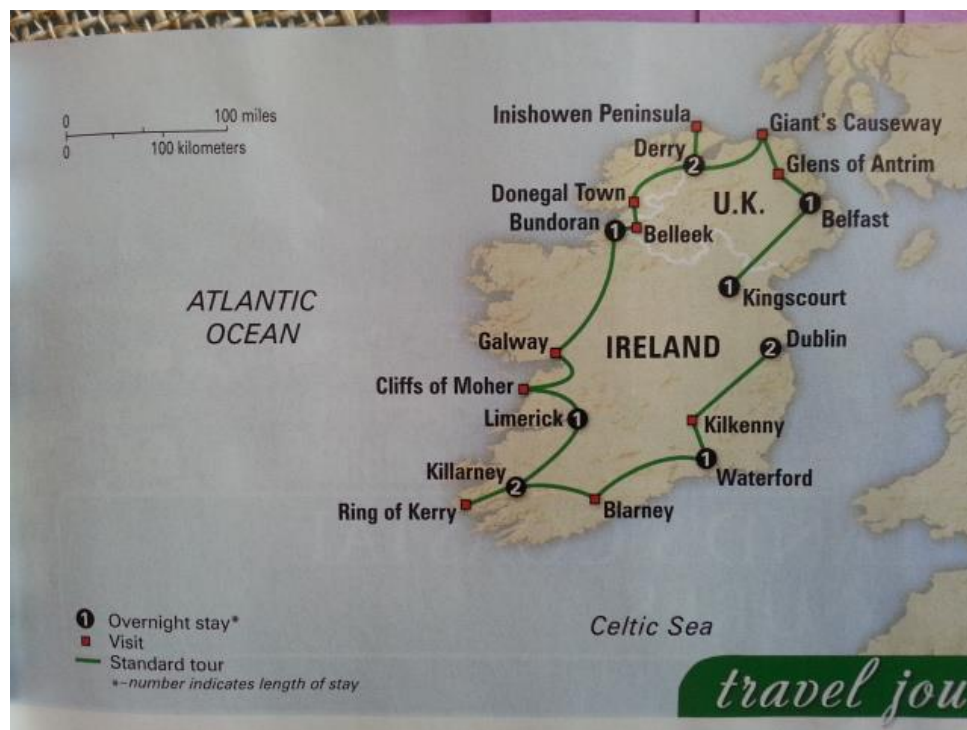 0 100 miles
0 100 kilometers
Inishowen Peninsula
Giant's Causeway
Derry
2
Glens of Antrim
Donegal Town
U.K.
1
Bundoran
1
Belleek
Belfast
1
Kingscourt
ATLANTIC
OCEAN
Galway
IRELAND
2
Dublin
Cliffs of Moher
Limerick
1
Kilkenny
Killarney
2
1
Waterford
Ring of Kerry
Blarney
1 Overnight stay*
Visit
Standard tour
*–number indicates length of stay
Celtic Sea
travel jou